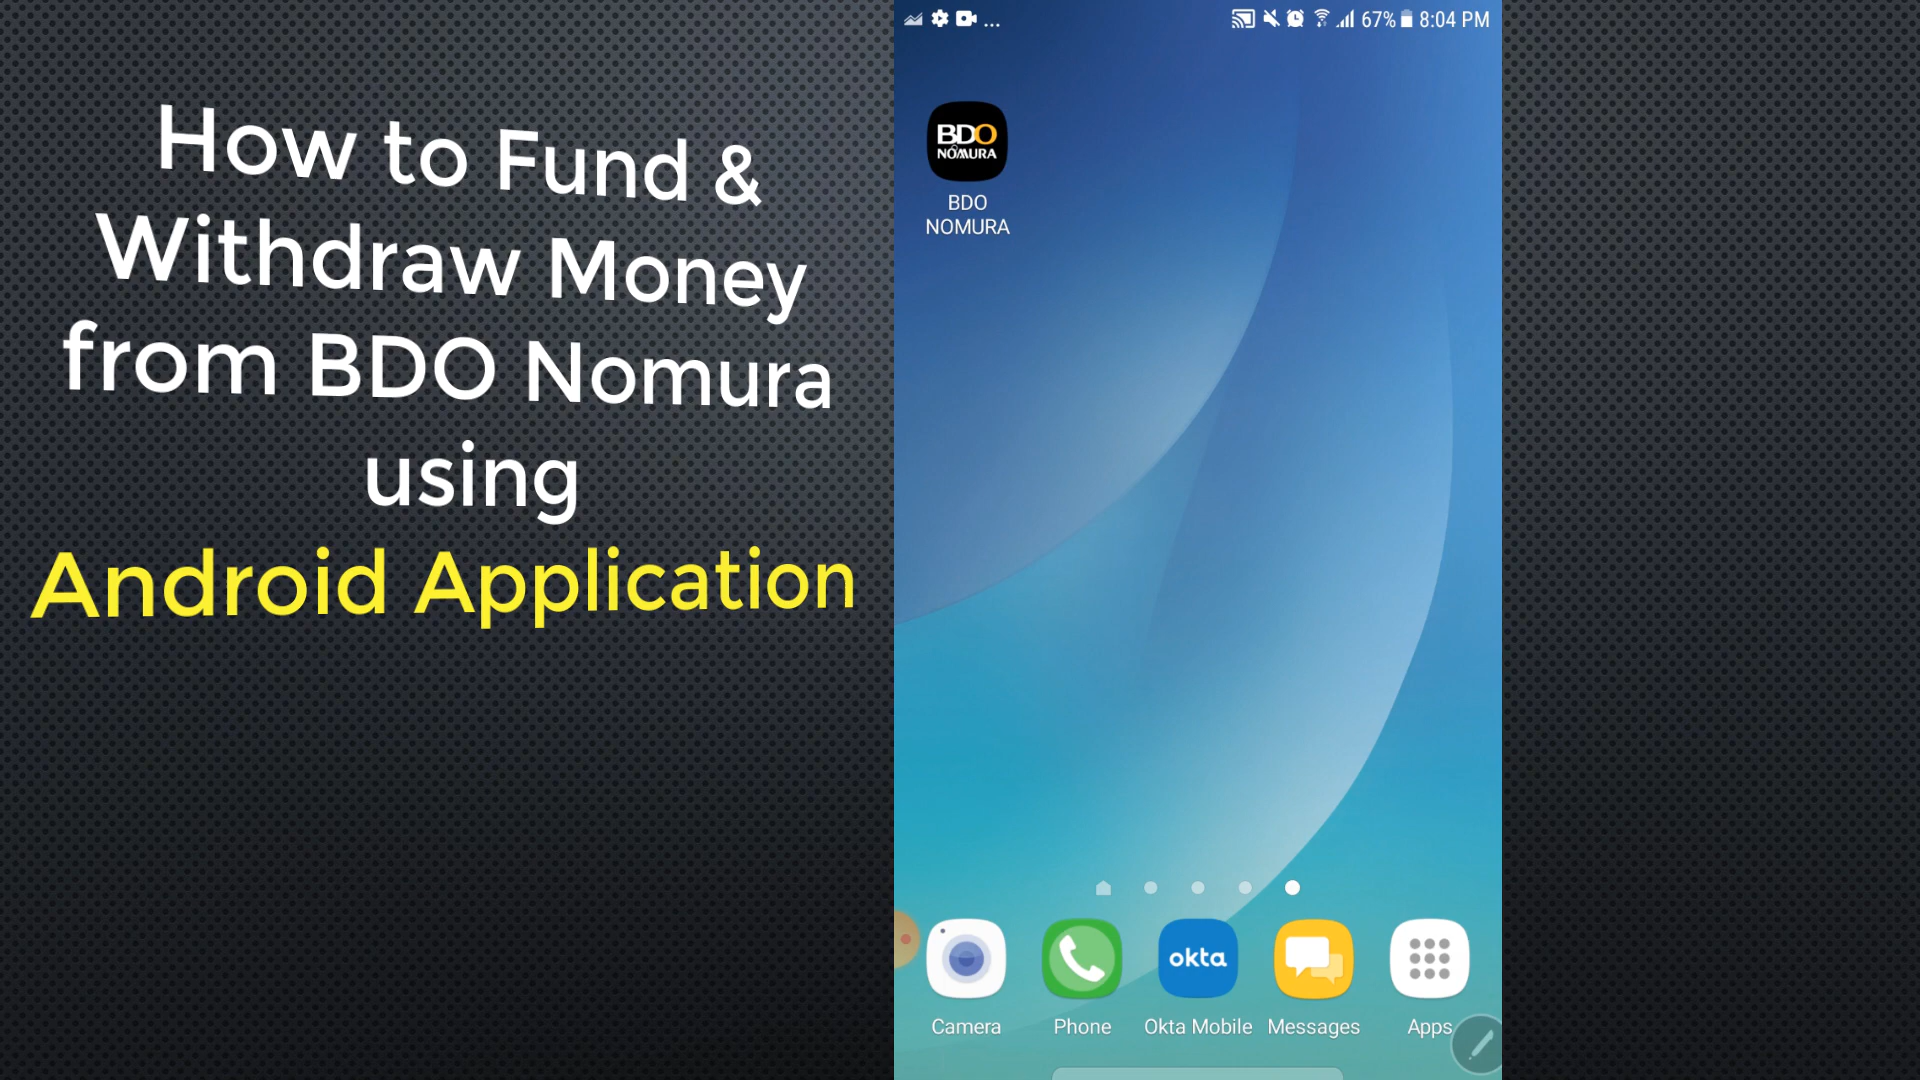 How to Fund &
Withdraw Money
from BDO Nomura
using
Android Application
... 67% 8:04 PM
BDO
NOMURA
BDO
NOMURA
okta
Camera Phone Okta Mobile Messages Apps